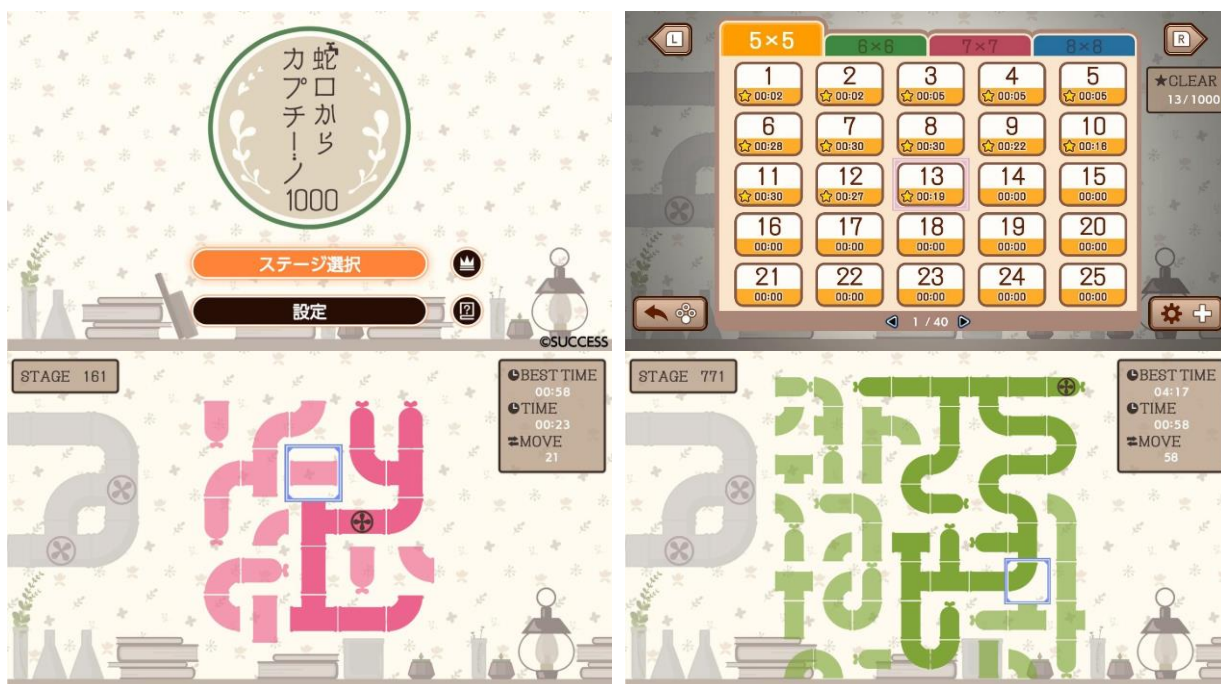 蛇口から
カプチーノ
1000
ステージ選択
設定
©SUCCESS
L
5×5
6×6
7×7
8×8
R
★CLEAR
13/1000
1 2 3 4 5
00:02 00:02 00:05 00:05 00:05
6 7 8 9 10
00:28 00:30 00:30 00:22 00:16
11 12 13 14 15
00:30 00:27 00:19 00:00 00:00
16 17 18 19 20
00:00 00:00 00:00 00:00 00:00
21 22 23 24 25
00:00 00:00 00:00 00:00 00:00
1 / 40
STAGE 161
BEST TIME
00:58
TIME
00:23
MOVE
21
STAGE 771
BEST TIME
04:17
TIME
00:58
MOVE
58